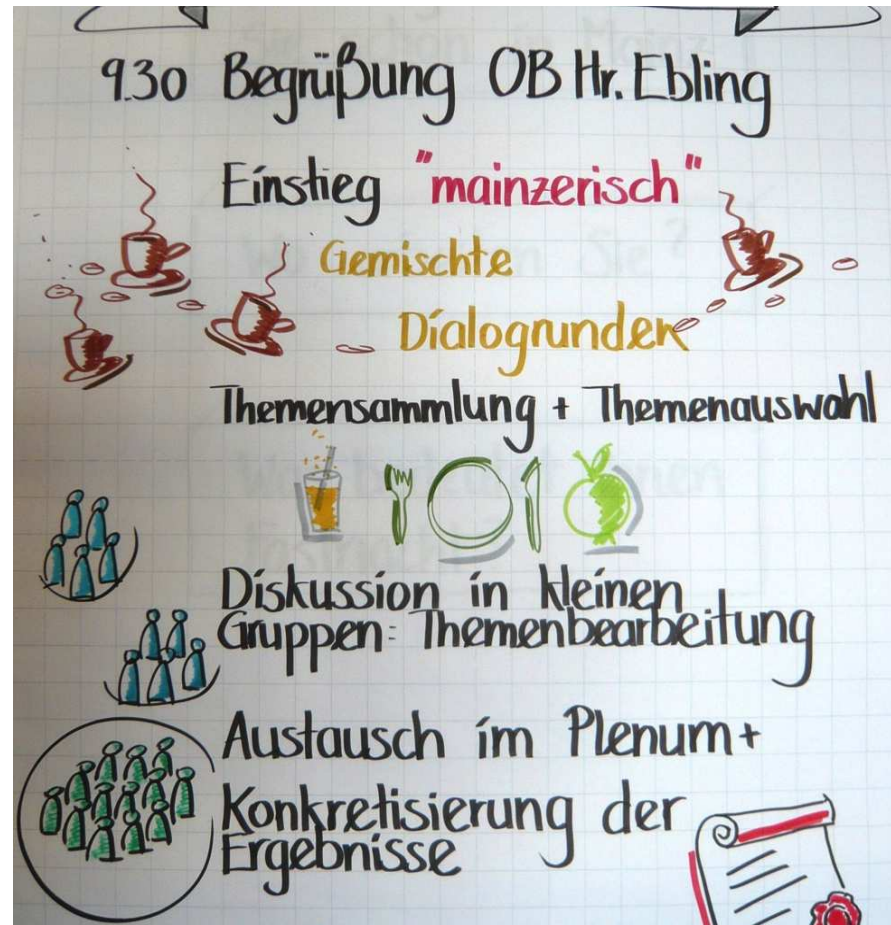 9.30 Begrüßung OB Hr. Ebling
Einstieg "mainzerisch"
Gemischte
Dialogrunden
Themensammlung + Themenauswahl
Diskussion in kleinen
Gruppen: Themenbearbeitung
Austausch im Plenum +
Konkretisierung der
Ergebnisse